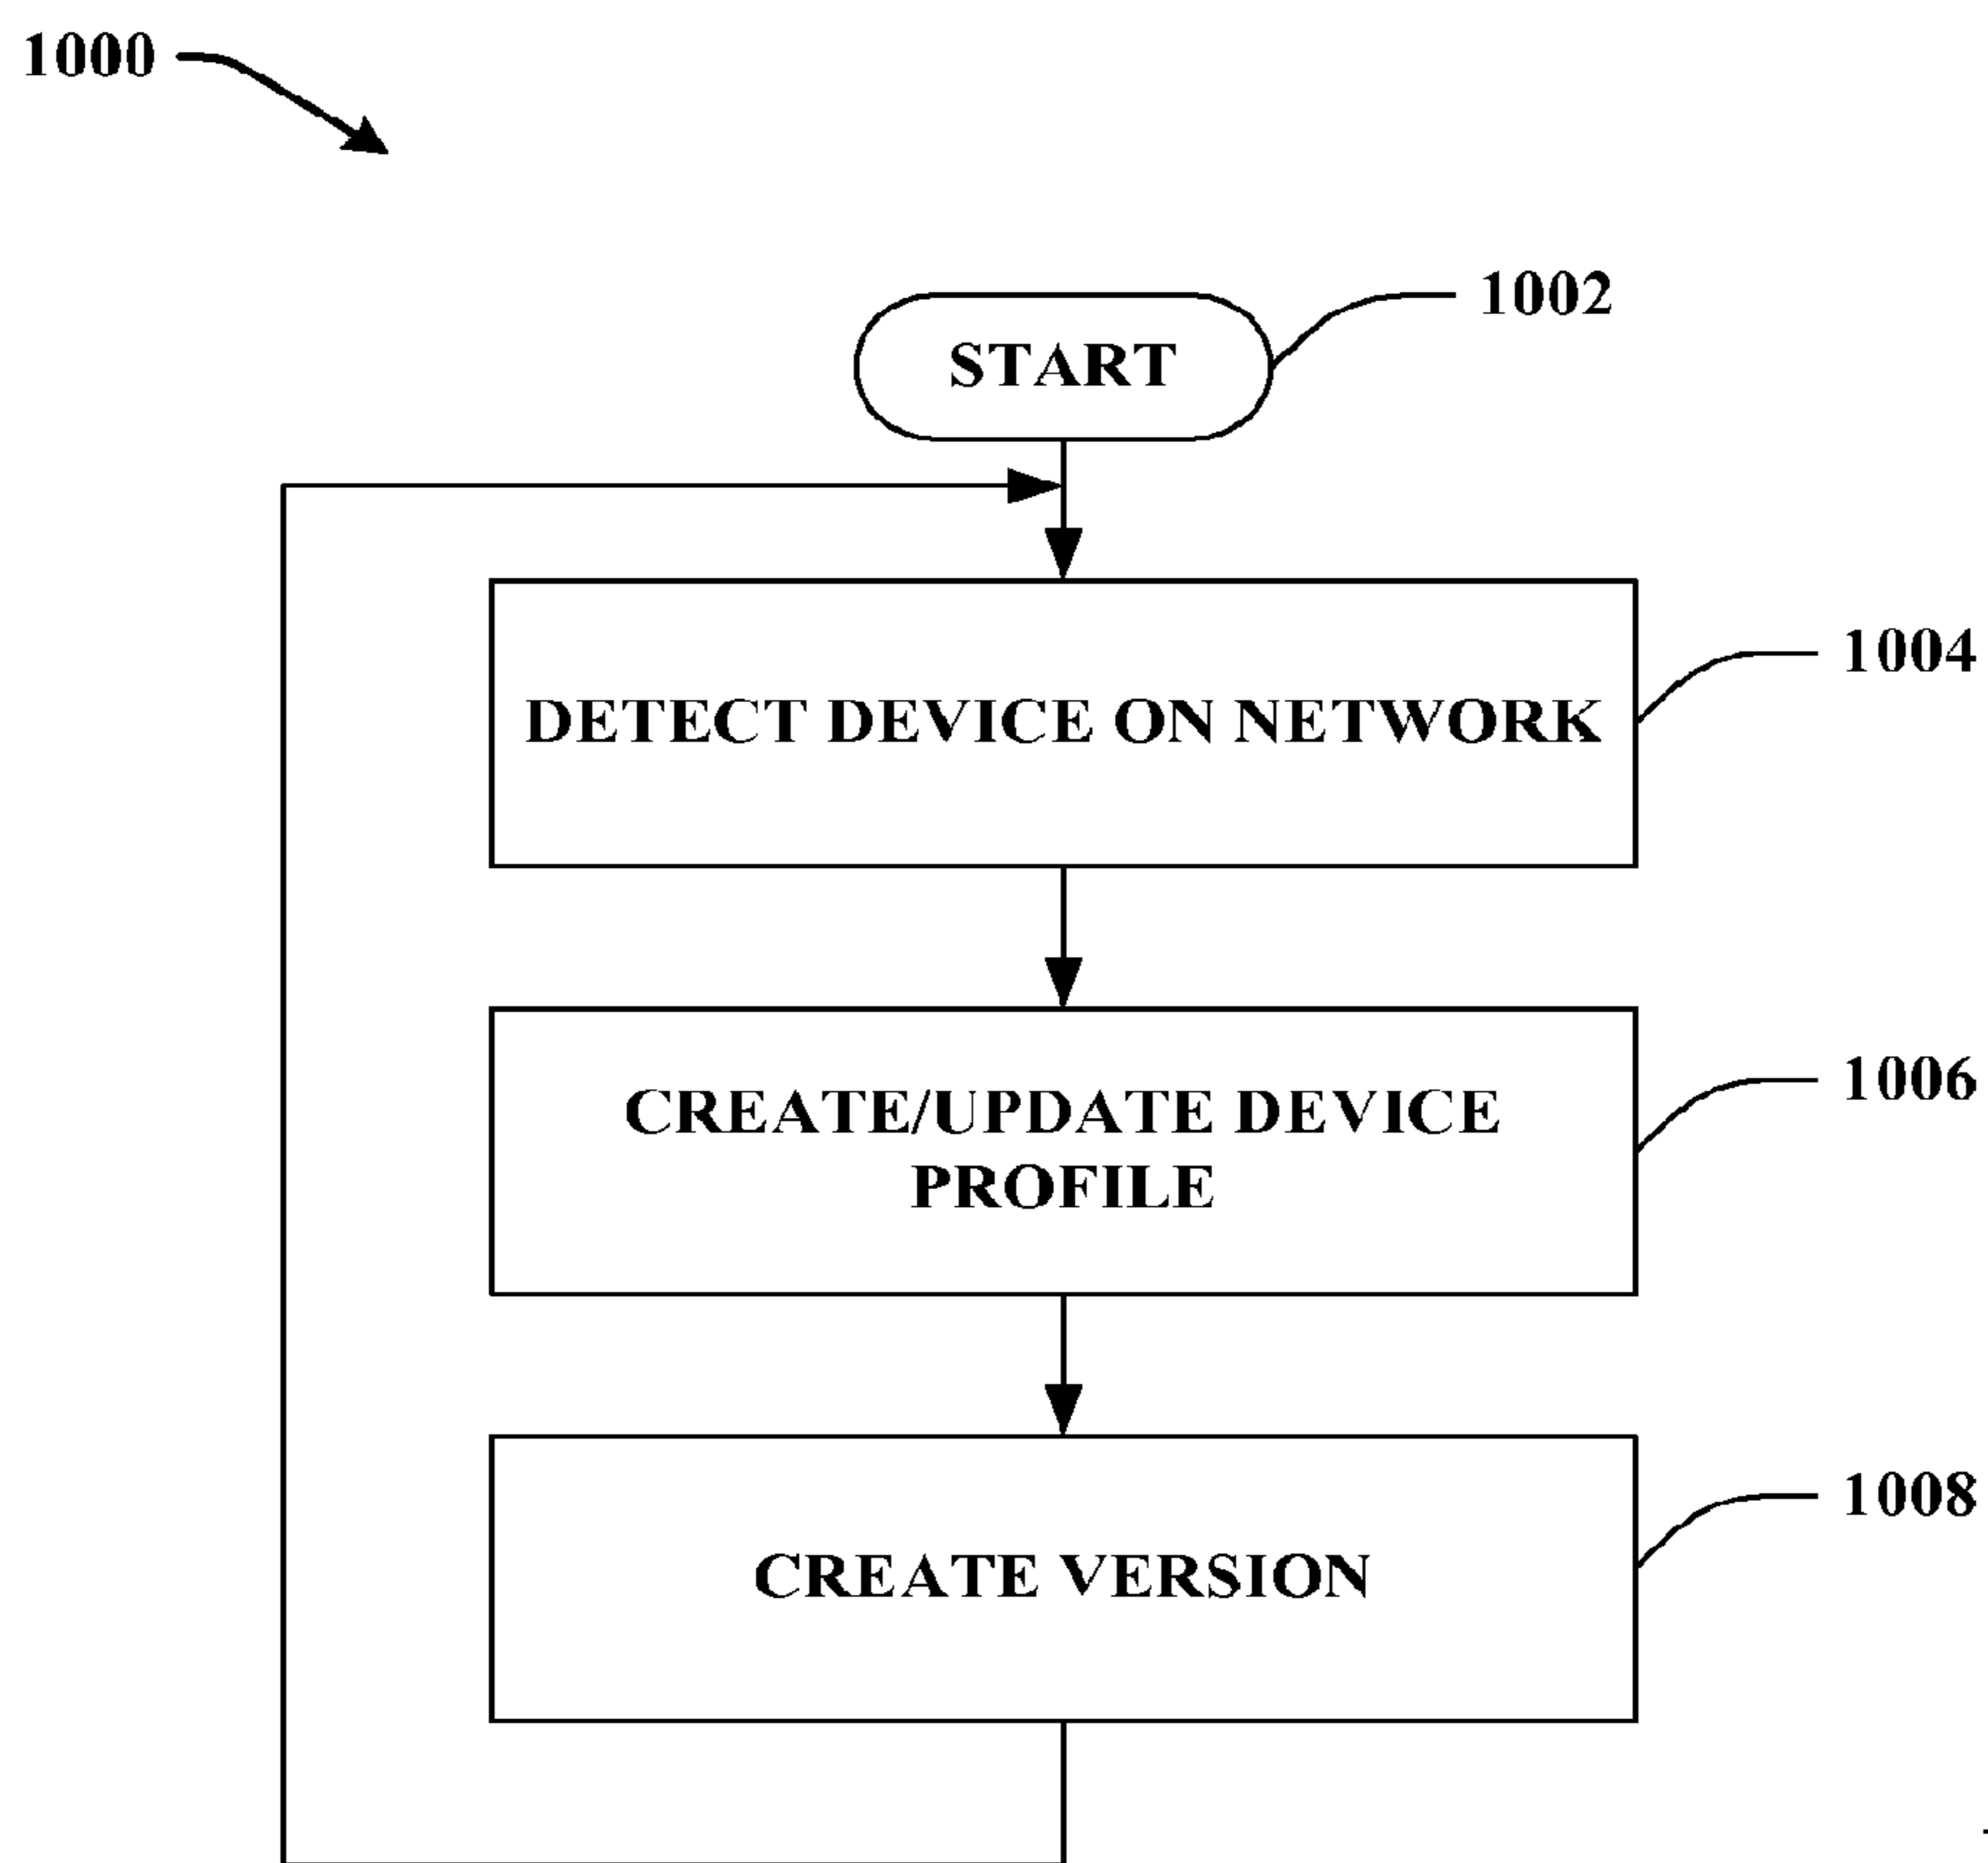 1000
1002
START
1004
DETECT DEVICE ON NETWORK
1006
CREATE/UPDATE DEVICE
PROFILE
1008
CREATE VERSION